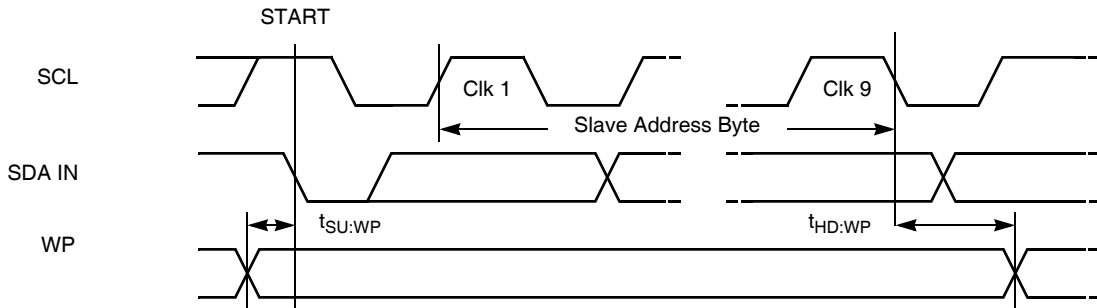 START
SCL
Clk 1
Clk 9
Slave Address Byte
SDA IN
tSU:WP
tHD:WP
WP